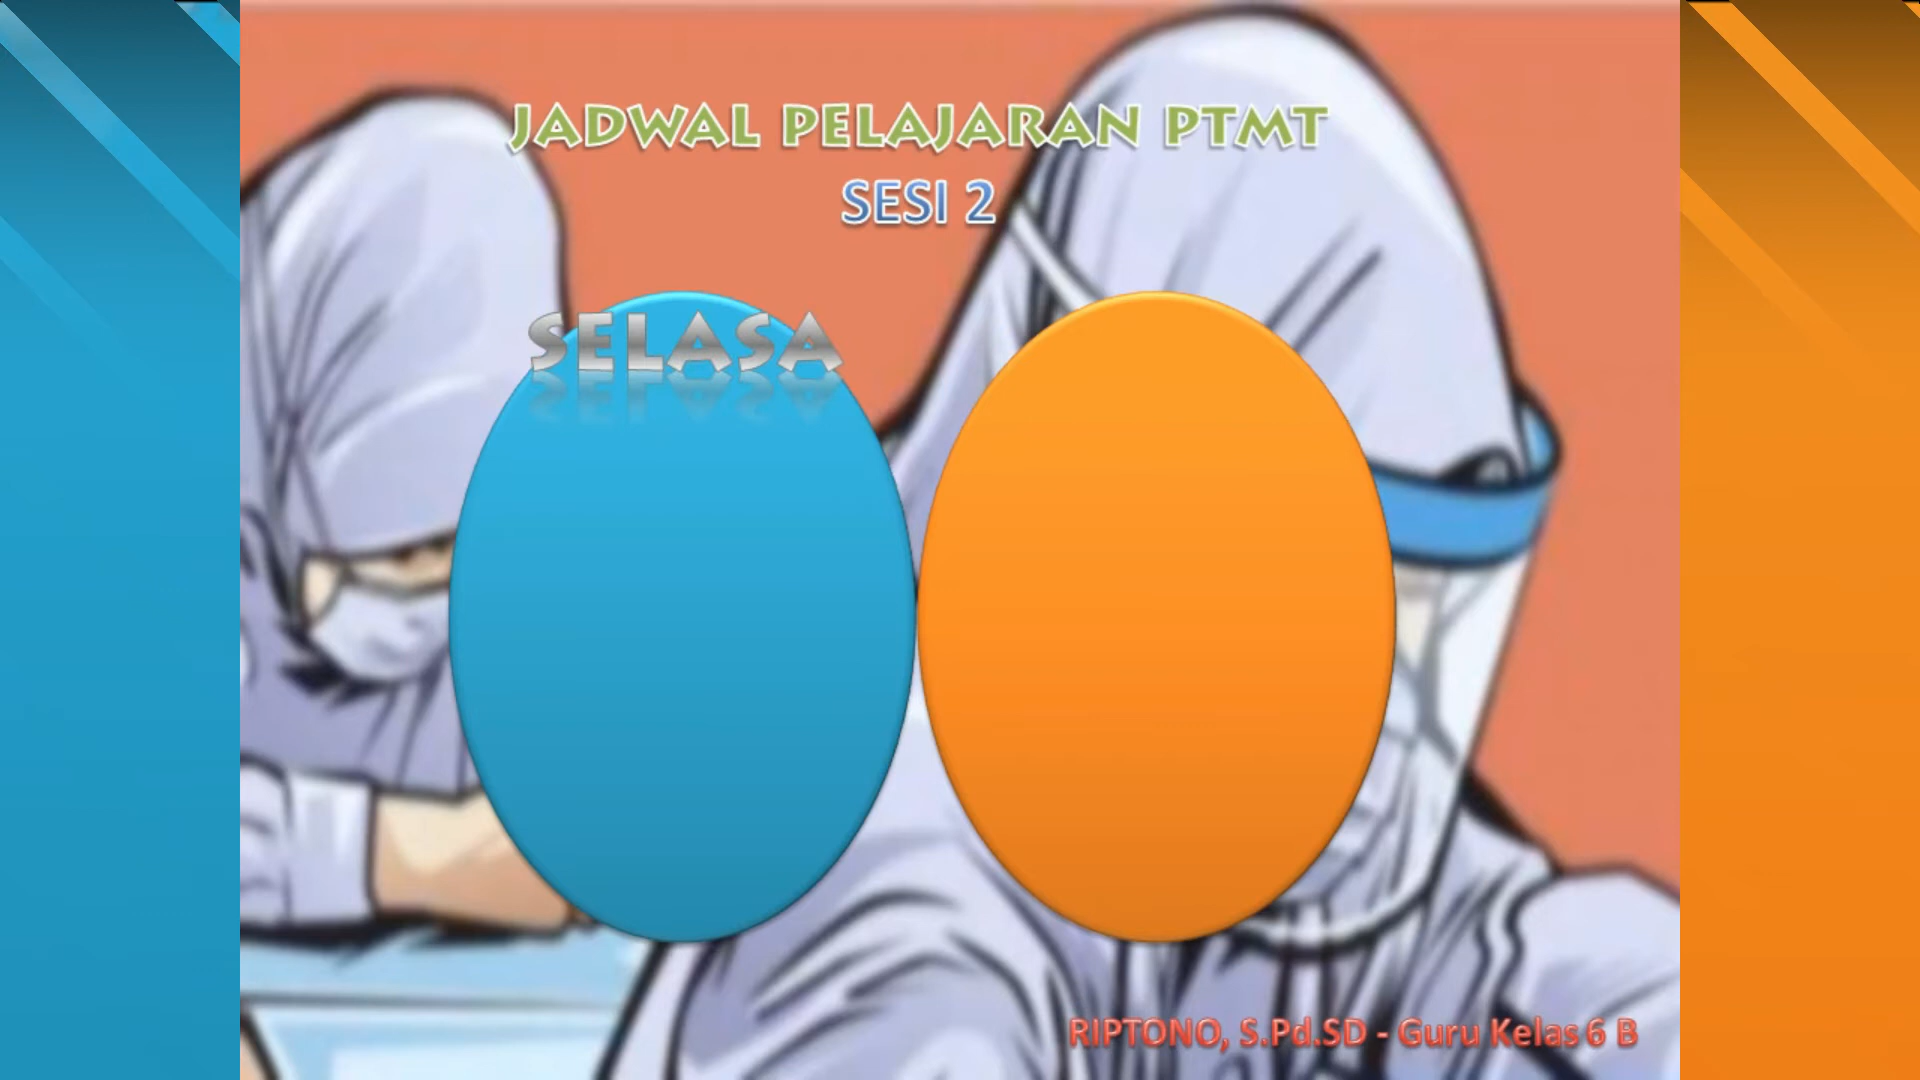 JADWAL PELAJARAN PTMT
SESI 2
SELASA
RIPTONO, S.Pd.SD - Guru Kelas 6 B